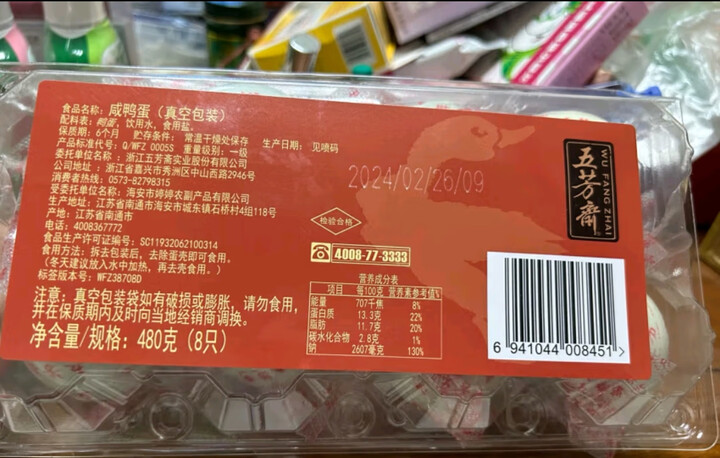 食品名称：咸鸭蛋（真空包装）
配料表：鲜鸭蛋，饮用水，食用盐。
保质期：6个月 贮存条件：常温干燥处保存 生产日期：见喷码
产品标准代号：Q/WFZ 0005S 重量级别：一级
委托单位：浙江五芳斋实业股份有限公司
公司地址：浙江省嘉兴市秀洲区中山西路2946号
消费者热线：0573-82798315
受委托单位：海安市婷婷农副产品有限公司
生产地址：江苏省南通市海安市城东镇石桥村4组118号
产地：江苏省南通市
电话：4008367772
食品生产许可证编号：SC11932062100314
食用方法：拆去包装后，去除蛋壳即可食用。
（冬天建议放入水中加热，再去壳食用。）
标签版本号：WFZ3870BD
注意：真空包装袋如有破损或膨胀，请勿食用，
并在保质期内及时向当地经销商调换。
净含量/规格：480克（8只）
2024/02/26/09
检验合格
4008-77-3333
营养成分表
项目 每100克 营养素参考值%
能量 707千焦 8%
蛋白质 13.3克 22%
脂肪 11.7克 20%
碳水化合物 2.8克 1%
钠 2607毫克 130%
五芳斋
WU FANG ZHAI
6 941044 008451